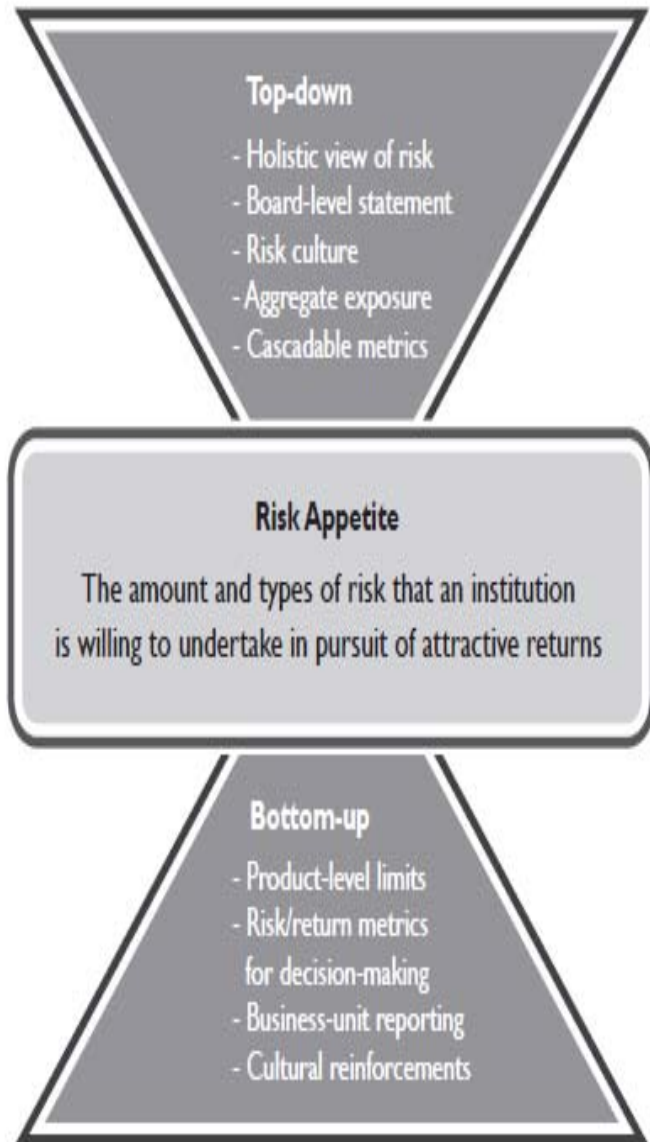 Top-down
- Holistic view of risk
- Board-level statement
- Risk culture
- Aggregate exposure
- Cascadable metrics
Risk Appetite
The amount and types of risk that an institution
is willing to undertake in pursuit of attractive returns
Bottom-up
- Product-level limits
- Risk/return metrics
for decision-making
- Business-unit reporting
- Cultural reinforcements